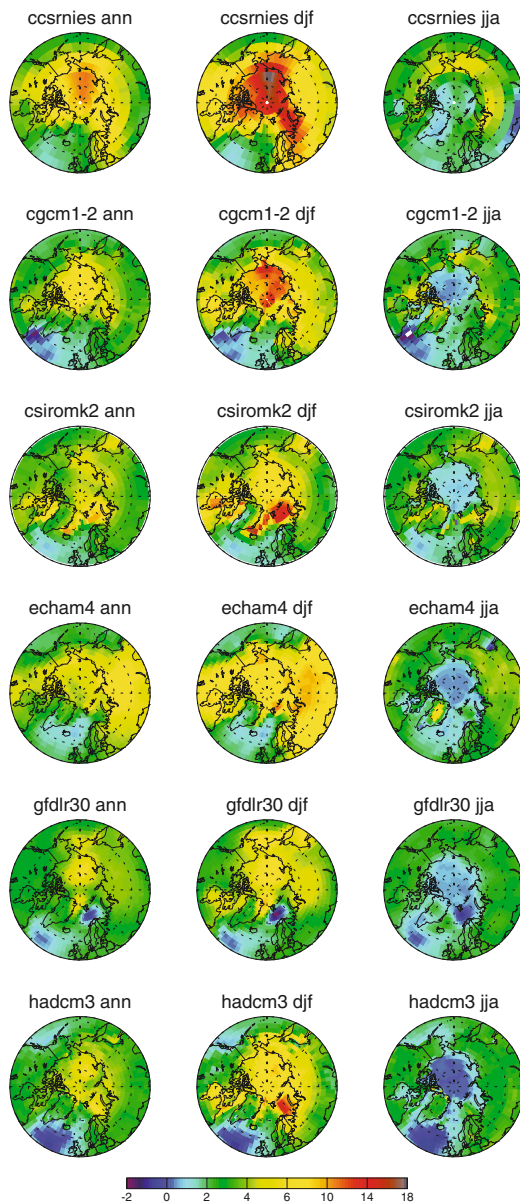 ccsrnies ann ccsrnies djf ccsrnies jja
cgcm1-2 ann cgcm1-2 djf cgcm1-2 jja
csiromk2 ann csiromk2 djf csiromk2 jja
echam4 ann echam4 djf echam4 jja
gfdlr30 ann gfdlr30 djf gfdlr30 jja
hadcm3 ann hadcm3 djf hadcm3 jja
-2 0 2 4 6 10 14 18